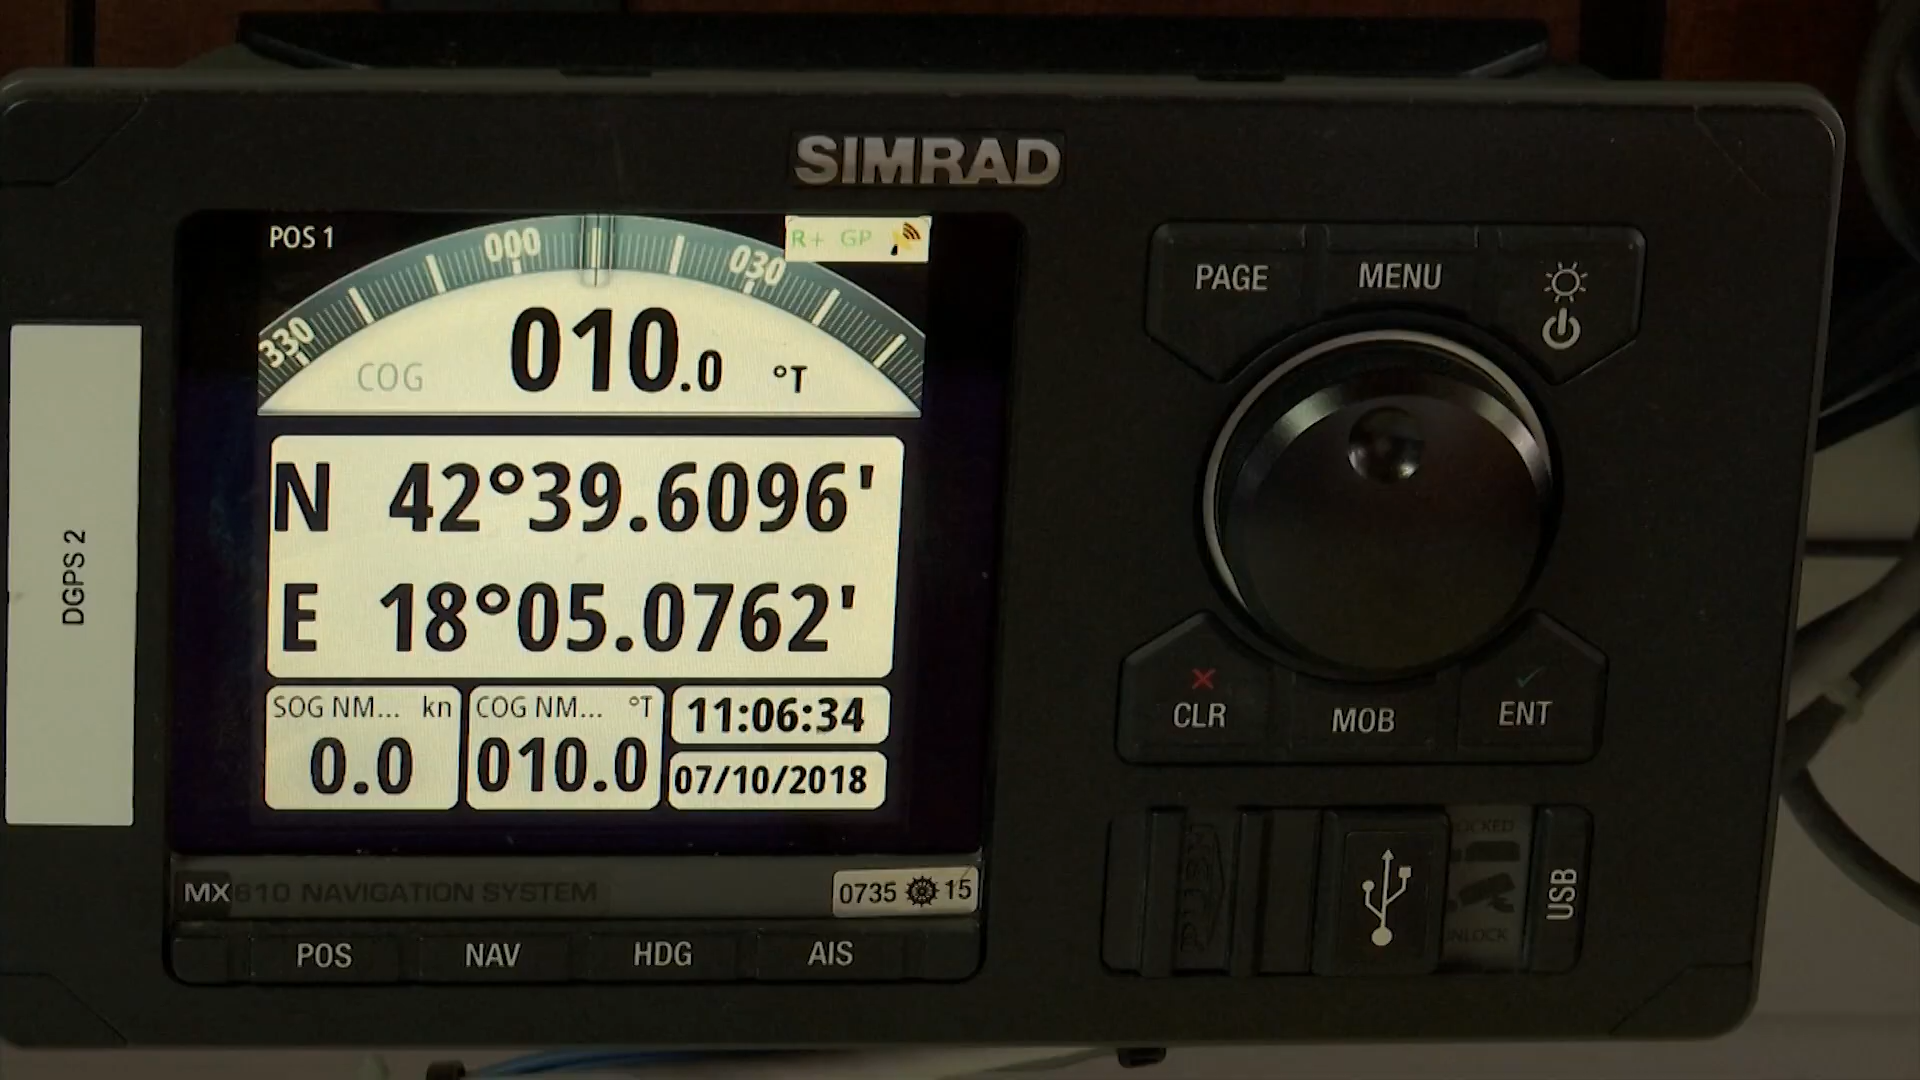 SIMRAD
POS 1
R+ GP
330
000
030
COG 010.0 °T
N 42°39.6096'
E 18°05.0762'
SOG NM... kn
0.0
COG NM... °T
010.0
11:06:34
07/10/2018
DGPS 2
MX610 NAVIGATION SYSTEM
0735 15
POS NAV HDG AIS
PAGE MENU
CLR MOB ENT
USB